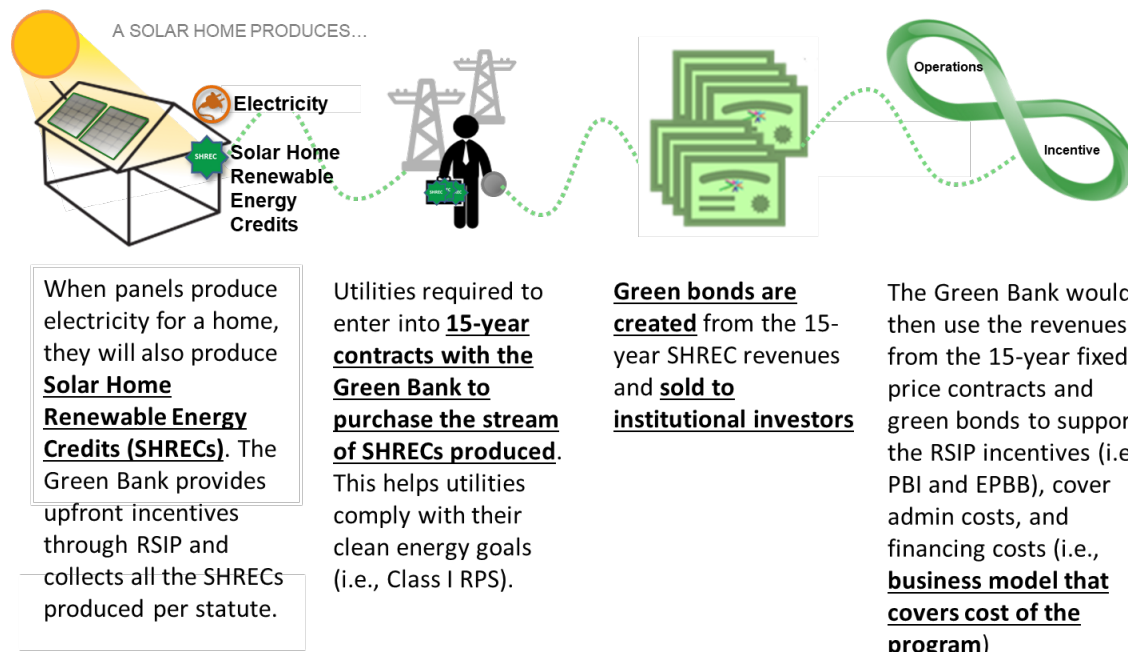 A SOLAR HOME PRODUCES...
Electricity
SHREC
Solar Home
Renewable
Energy
Credits
SHREC
Operations
Incentive
When panels produce
electricity for a home,
they will also produce
Solar Home
Renewable Energy
Credits (SHRECs). The
Green Bank provides
upfront incentives
through RSIP and
collects all the SHRECs
produced per statute.
Utilities required to
enter into 15-year
contracts with the
Green Bank to
purchase the stream
of SHRECs produced.
This helps utilities
comply with their
clean energy goals
(i.e., Class I RPS).
Green bonds are
created from the 15-
year SHREC revenues
and sold to
institutional investors
The Green Bank would
then use the revenues
from the 15-year fixed
price contracts and
green bonds to suppor
the RSIP incentives (i.e
PBI and EPBB), cover
admin costs, and
financing costs (i.e.,
business model that
covers cost of the
program)